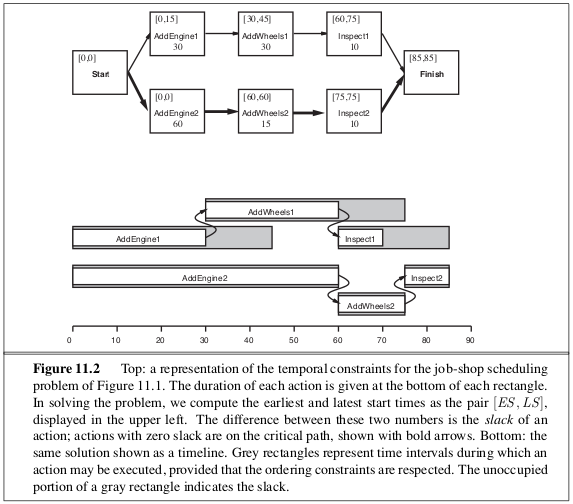 [0,15]
AddEngine1
30
[30,45]
AddWheels1
30
[60,75]
Inspect1
10
[0,0]
Start
[85,85]
Finish
[0,0]
AddEngine2
60
[60,60]
AddWheels2
15
[75,75]
Inspect2
10
AddWheels1
AddEngine1
Inspect1
AddEngine2
Inspect2
AddWheels2
0 10 20 30 40 50 60 70 80 90
Figure 11.2 Top: a representation of the temporal constraints for the job-shop scheduling
problem of Figure 11.1. The duration of each action is given at the bottom of each rectangle.
In solving the problem, we compute the earliest and latest start times as the pair [ES, LS],
displayed in the upper left. The difference between these two numbers is the slack of an
action; actions with zero slack are on the critical path, shown with bold arrows. Bottom: the
same solution shown as a timeline. Grey rectangles represent time intervals during which an
action may be executed, provided that the ordering constraints are respected. The unoccupied
portion of a gray rectangle indicates the slack.